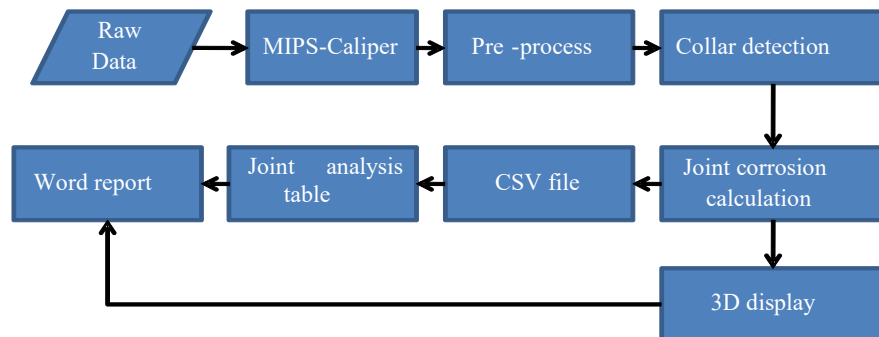 Raw
Data
MIPS-Caliper
Pre -process
Collar detection
Word report
Joint analysis
table
CSV file
Joint corrosion
calculation
3D display